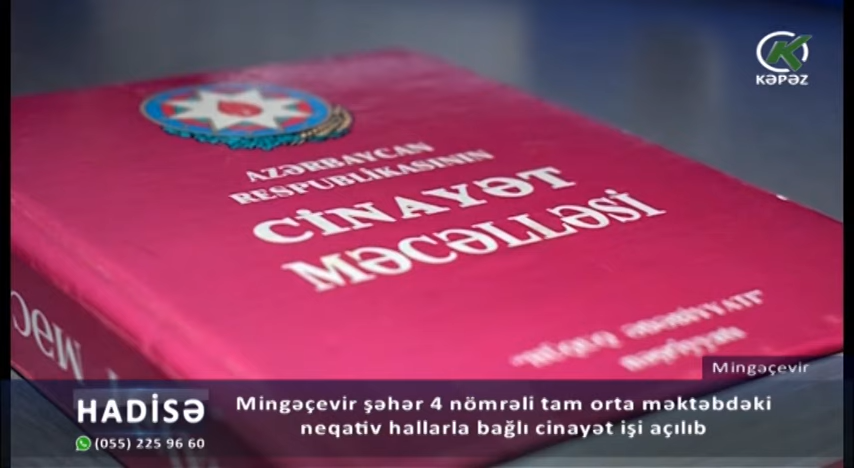 KƏPƏZ
AZƏRBAYCAN
RESPUBLİKASININ
CİNAYƏT
MƏCƏLLƏSİ
Mingəçevir
HADİSƏ
(055) 225 96 60
Mingəçevir şəhər 4 nömrəli tam orta məktəbdəki
neqativ hallarla bağlı cinayət işi açılıb